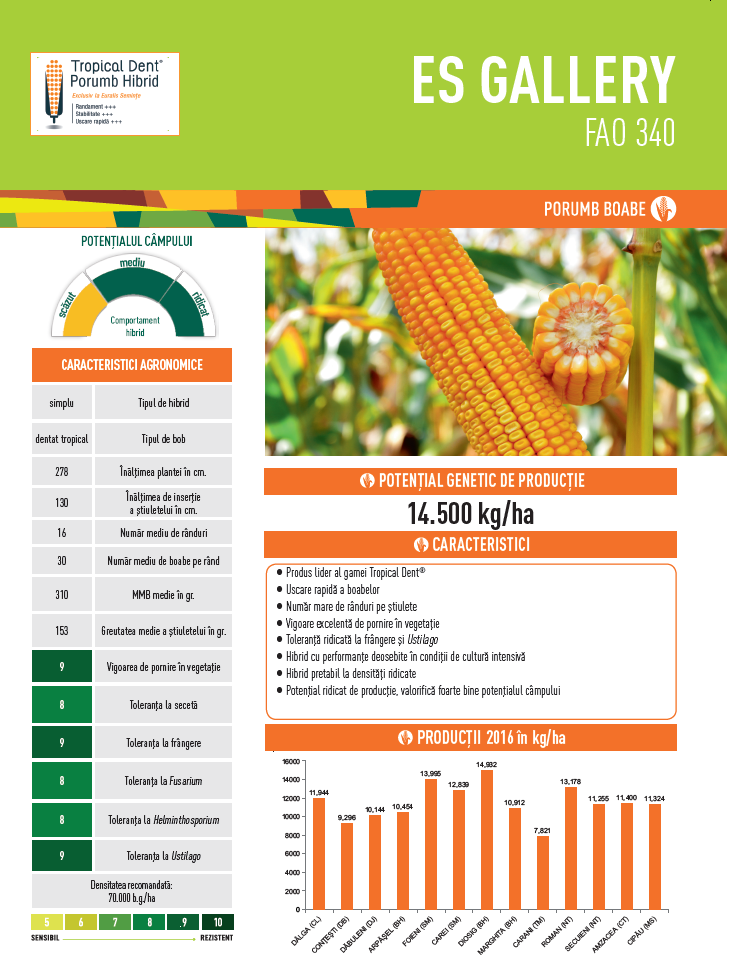 Tropical Dent®
Porumb Hibrid
Exclusiv la Euralis Semințe
Randament +++
Stabilitate +++
Uscare rapidă +++
ES GALLERY
FAO 340
PORUMB BOABE
POTENȚIALUL CÂMPULUI
scăzut
mediu
ridicat
Comportament
hibrid
CARACTERISTICI AGRONOMICE
simplu Tipul de hibrid
dentat tropical Tipul de bob
278 Înălțimea plantei în cm.
130 Înălțimea de inserție
a știuletelui în cm.
16 Număr mediu de rânduri
30 Număr mediu de boabe pe rând
310 MMB medie în gr.
153 Greutatea medie a știuletelui în gr.
9 Vigoarea de pornire în vegetație
8 Toleranța la secetă
9 Toleranța la frângere
8 Toleranța la Fusarium
8 Toleranța la Helminthosporium
9 Toleranța la Ustilago
Densitatea recomandată:
70.000 b.g./ha
5 6 7 8 .9 10
SENSIBIL REZISTENT
POTENȚIAL GENETIC DE PRODUCȚIE
14.500 kg/ha
CARACTERISTICI
• Produs lider al gamei Tropical Dent®
• Uscare rapidă a boabelor
• Număr mare de rânduri pe știulete
• Vigoare excelentă de pornire în vegetație
• Toleranță ridicată la frângere și Ustilago
• Hibrid cu performanțe deosebite în condiții de cultură intensivă
• Hibrid pretabil la densități ridicate
• Potențial ridicat de producție, valorifică foarte bine potențialul câmpului
PRODUCȚII 2016 în kg/ha
16000
14000
12000
10000
8000
6000
4000
2000
0
11,944
9,296
10,144
10,454
13,995
12,839
14,932
10,912
7,821
13,178
11,255
11,400
11,324
DÂLGA (CL)
CONȚEȘTI (DB)
DĂBULENI (DJ)
ARPĂȘEL (BH)
FOIENI (SM)
CAREI (SM)
DIOSIG (BH)
MARGHITA (BH)
CARANI (TM)
ROMAN (NT)
SECUIENI (NT)
AMZACEA (CT)
CIPĂU (MS)